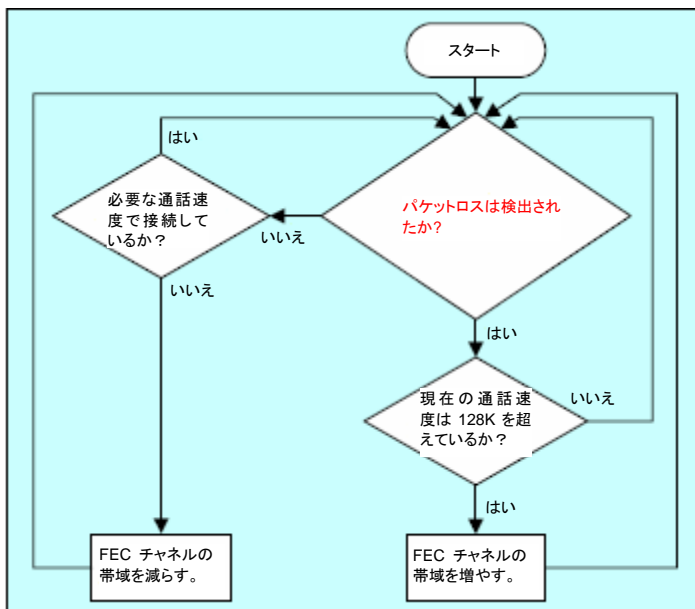 スタート
はい
必要な通話速
度で接続して
いるか？
いいえ
パケットロスは検出され
たか?
いいえ
はい
現在の通話速
度は 128K を超
えているか？
いいえ
はい
FEC チャネルの
帯域を減らす。
FEC チャネルの
帯域を増やす。